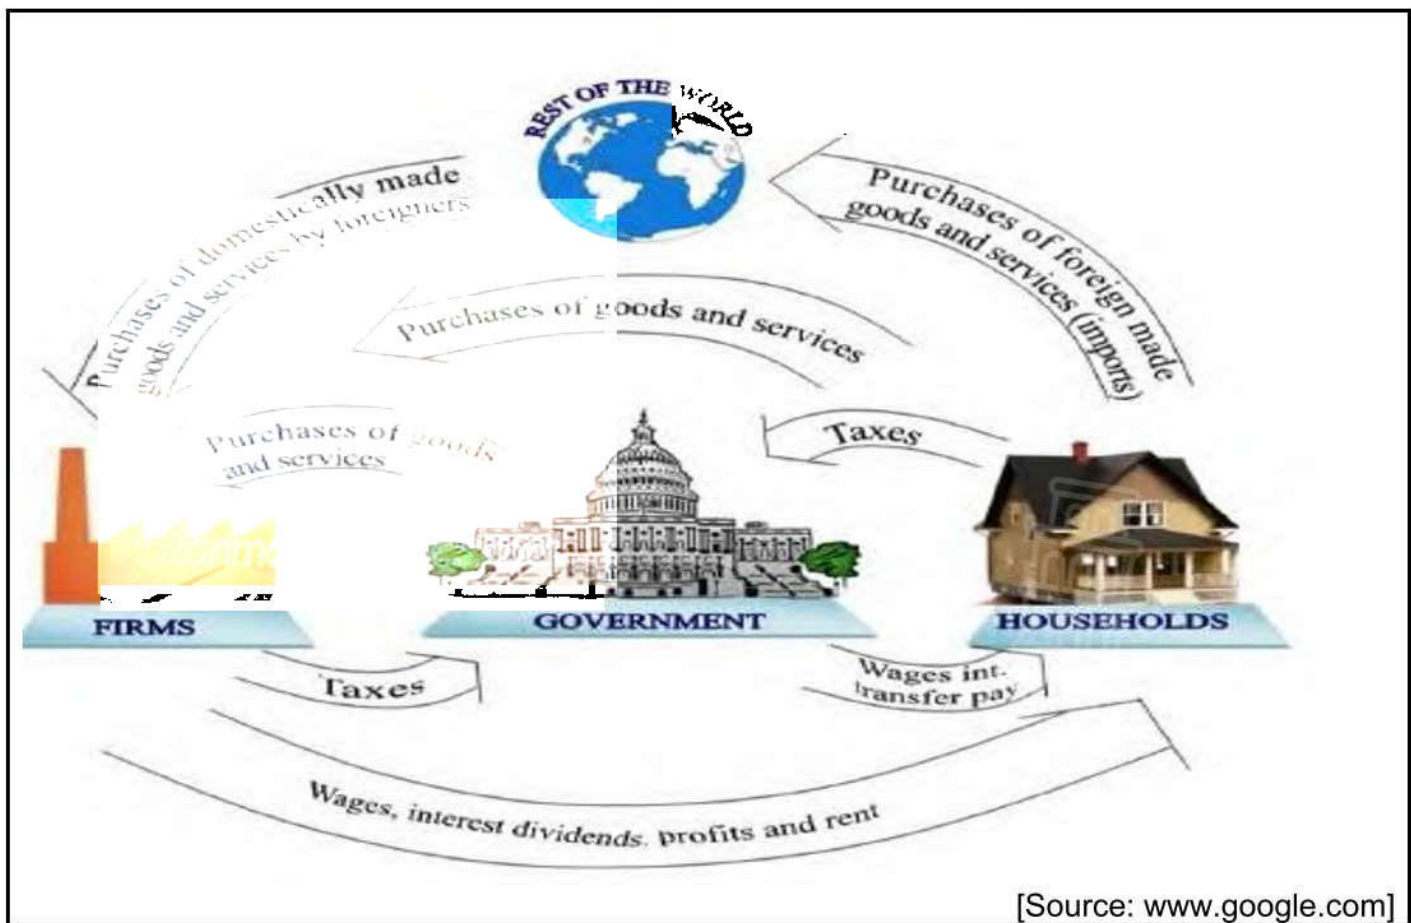 REST OF THE WORLD
Purchases of domestically made
goods and services by foreigners
Purchases of foreign made
goods and services (imports)
Purchases of goods and services
Purchases of goods
and services
Taxes
FIRMS
GOVERNMENT
HOUSEHOLDS
Taxes
Wages int.
transfer pay
Wages, interest dividends. profits and rent
[Source: www.google.com]